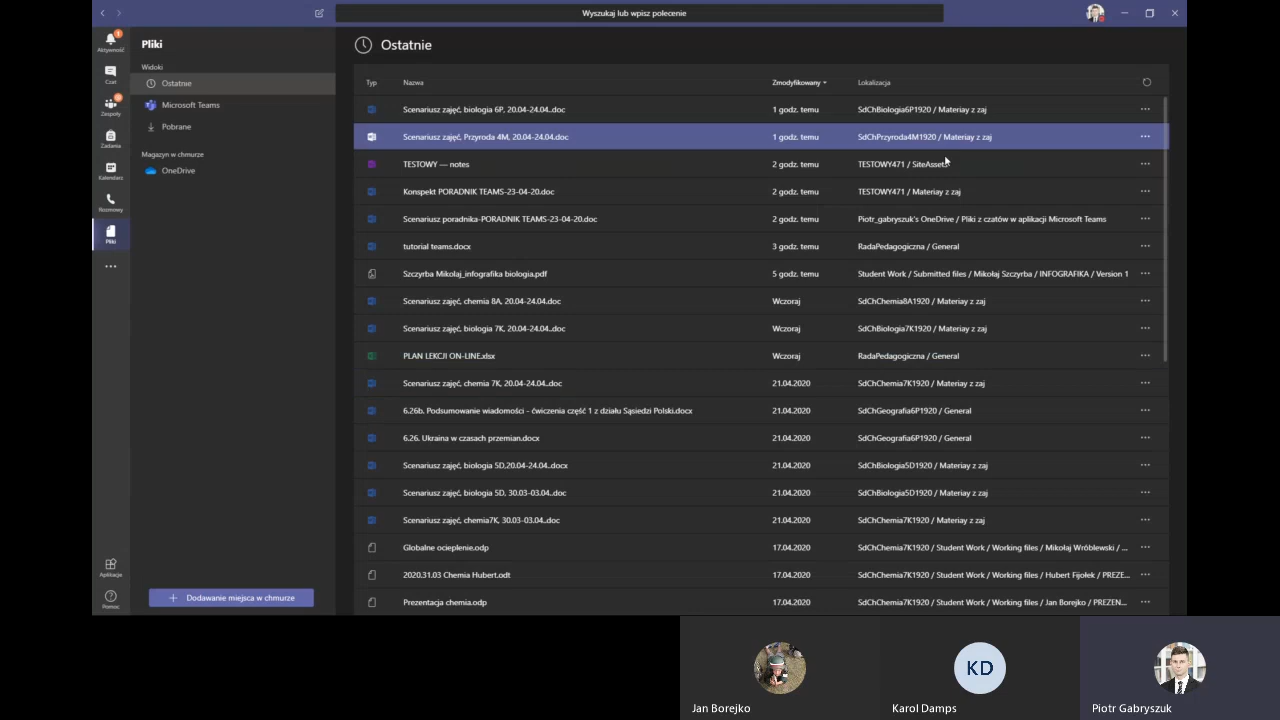 Wyszukaj lub wpisz polecenie
Aktywność
Czat
Zespoły
Zadania
Kalendarz
Rozmowy
Pliki
Aplikacje
Pomoc
Pliki
Widoki
Ostatnie
Microsoft Teams
Pobrane
Magazyn w chmurze
OneDrive
+ Dodawanie miejsca w chmurze
Ostatnie
Typ Nazwa Zmodyfikowany Lokalizacja
Scenariusz zajęć, biologia 6P, 20.04-24.04..doc 1 godz. temu SdChBiologia6P1920 / Materiay z zaj
Scenariusz zajęć, Przyroda 4M, 20.04-24.04.doc 1 godz. temu SdChPrzyroda4M1920 / Materiay z zaj
TESTOWY — notes 2 godz. temu TESTOWY471 / SiteAssets
Konspekt PORADNIK TEAMS-23-04-20.doc 2 godz. temu TESTOWY471 / Materiay z zaj
Scenariusz poradnika-PORADNIK TEAMS-23-04-20.doc 2 godz. temu Piotr_gabryszuk's OneDrive / Pliki z czatów w aplikacji Microsoft Teams
tutorial teams.docx 3 godz. temu RadaPedagogiczna / General
Szczyrba Mikolaj_infografika biologia.pdf 5 godz. temu Student Work / Submitted files / Mikołaj Szczyrba / INFOGRAFIKA / Version 1
Scenariusz zajęć, chemia 8A, 20.04-24.04.doc Wczoraj SdChChemia8A1920 / Materiay z zaj
Scenariusz zajęć, biologia 7K, 20.04-24.04..doc Wczoraj SdChBiologia7K1920 / Materiay z zaj
PLAN LEKCJI ON-LINE.xlsx Wczoraj RadaPedagogiczna / General
Scenariusz zajęć, chemia 7K, 20.04-24.04..doc 21.04.2020 SdChChemia7K1920 / Materiay z zaj
6.26b. Podsumowanie wiadomości - ćwiczenia część 1 z działu Sąsiedzi Polski.docx 21.04.2020 SdChGeografia6P1920 / General
6.26. Ukraina w czasach przemian.docx 21.04.2020 SdChGeografia6P1920 / General
Scenariusz zajęć, biologia 5D,20.04-24.04..docx 21.04.2020 SdChBiologia5D1920 / Materiay z zaj
Scenariusz zajęć, biologia 5D, 30.03-03.04..doc 21.04.2020 SdChBiologia5D1920 / Materiay z zaj
Scenariusz zajęć, chemia7K, 30.03-03.04..doc 21.04.2020 SdChChemia7K1920 / Materiay z zaj
Globalne ocieplenie.odp 17.04.2020 SdChChemia7K1920 / Student Work / Working files / Mikołaj Wróblewski / ...
2020.31.03 Chemia Hubert.odt 17.04.2020 SdChChemia7K1920 / Student Work / Working files / Hubert Fijołek / PREZE...
Prezentacja chemia.odp 17.04.2020 SdChChemia7K1920 / Student Work / Working files / Jan Borejko / PREZEN...
KD
Jan Borejko
Karol Damps
Piotr Gabryszuk